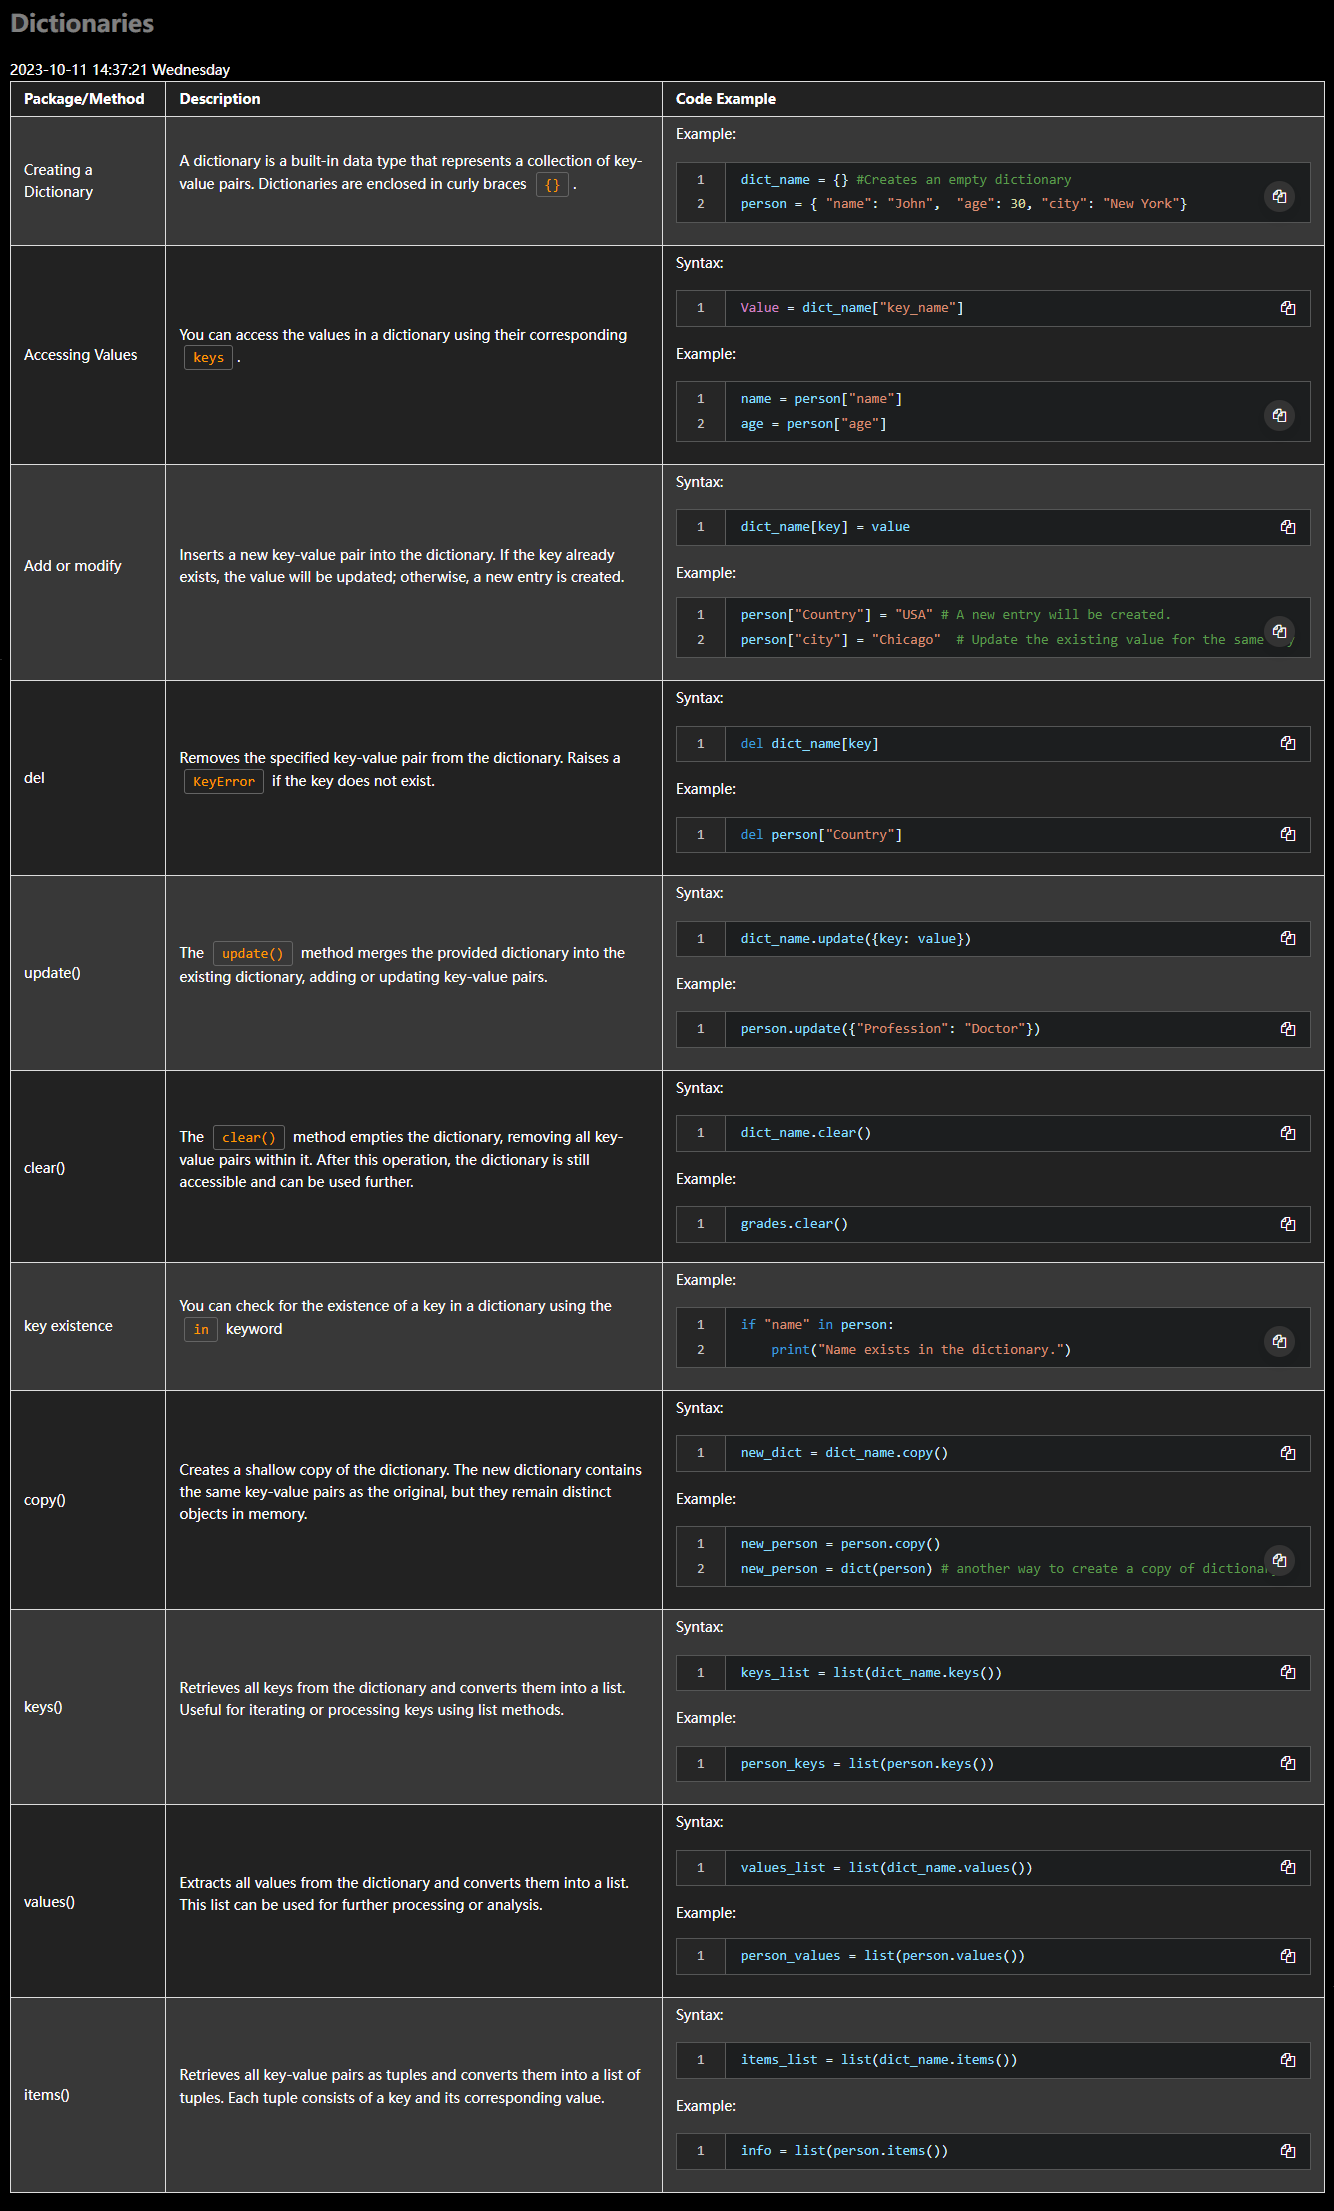 Dictionaries
2023-10-11 14:37:21 Wednesday
Package/Method Description Code Example
Creating a
Dictionary
A dictionary is a built-in data type that represents a collection of key-
value pairs. Dictionaries are enclosed in curly braces {} .
Example:
1 dict_name = {} #Creates an empty dictionary
2 person = { "name": "John",  "age": 30, "city": "New York"}
Accessing Values
You can access the values in a dictionary using their corresponding
keys .
Syntax:
1 Value = dict_name["key_name"]
Example:
1 name = person["name"]
2 age = person["age"]
Add or modify
Inserts a new key-value pair into the dictionary. If the key already
exists, the value will be updated; otherwise, a new entry is created.
Syntax:
1 dict_name[key] = value
Example:
1 person["Country"] = "USA" # A new entry will be created.
2 person["city"] = "Chicago"  # Update the existing value for the same
del
Removes the specified key-value pair from the dictionary. Raises a
KeyError if the key does not exist.
Syntax:
1 del dict_name[key]
Example:
1 del person["Country"]
update()
The update() method merges the provided dictionary into the
existing dictionary, adding or updating key-value pairs.
Syntax:
1 dict_name.update({key: value})
Example:
1 person.update({"Profession": "Doctor"})
clear()
The clear() method empties the dictionary, removing all key-
value pairs within it. After this operation, the dictionary is still
accessible and can be used further.
Syntax:
1 dict_name.clear()
Example:
1 grades.clear()
key existence
You can check for the existence of a key in a dictionary using the
in keyword
Example:
1 if "name" in person:
2     print("Name exists in the dictionary.")
copy()
Creates a shallow copy of the dictionary. The new dictionary contains
the same key-value pairs as the original, but they remain distinct
objects in memory.
Syntax:
1 new_dict = dict_name.copy()
Example:
1 new_person = person.copy()
2 new_person = dict(person) # another way to create a copy of dictionary
keys()
Retrieves all keys from the dictionary and converts them into a list.
Useful for iterating or processing keys using list methods.
Syntax:
1 keys_list = list(dict_name.keys())
Example:
1 person_keys = list(person.keys())
values()
Extracts all values from the dictionary and converts them into a list.
This list can be used for further processing or analysis.
Syntax:
1 values_list = list(dict_name.values())
Example:
1 person_values = list(person.values())
items()
Retrieves all key-value pairs as tuples and converts them into a list of
tuples. Each tuple consists of a key and its corresponding value.
Syntax:
1 items_list = list(dict_name.items())
Example:
1 info = list(person.items())